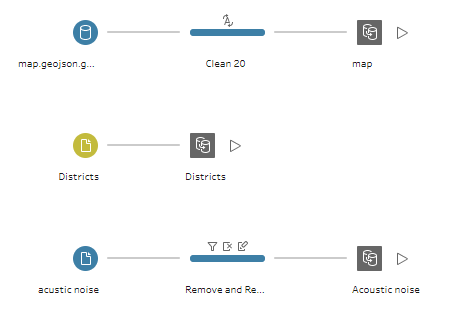 map.geojson.g...
Clean 20
map
Districts
Districts
acustic noise
Remove and Re...
Acoustic noise